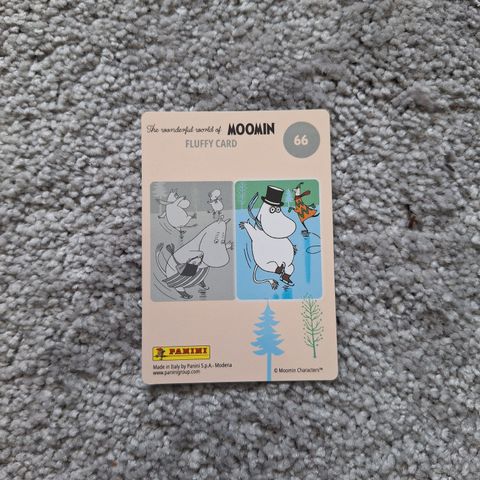 The wonderful world of MOOMIN
FLUFFY CARD
66
PANINI
Made in Italy by Panini S.p.A. - Modena
www.paninigroup.com
© Moomin Characters™